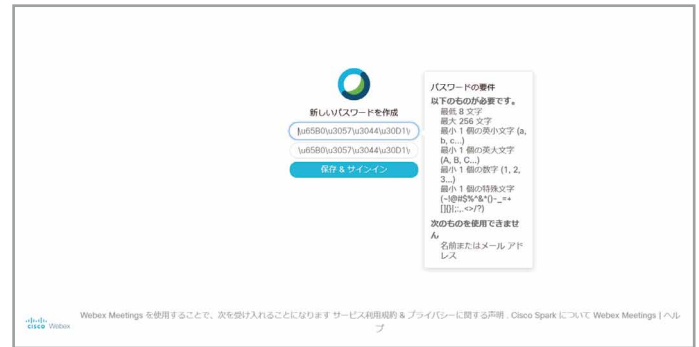 新しいパスワードを作成
\u65B0\u3057\u3044\u30D1\
\u65B0\u3057\u3044\u30D1\
保存 & サインイン
パスワードの要件
以下のものが必要です。
最低 8 文字
最大 256 文字
最小 1 個の英小文字 (a,
b, c...)
最小 1 個の英大文字
(A, B, C...)
最小 1 個の数字 (1, 2,
3...)
最小 1 個の特殊文字
(~!@#$%^&*()-_=+
[]{}|;:,.<>/?)
次のものを使用できませ
ん
名前またはメール アド
レス
cisco Webex
Webex Meetings を使用することで、次を受け入れることになります サービス利用規約 & プライバシーに関する声明 . Cisco Spark について Webex Meetings | ヘル
プ